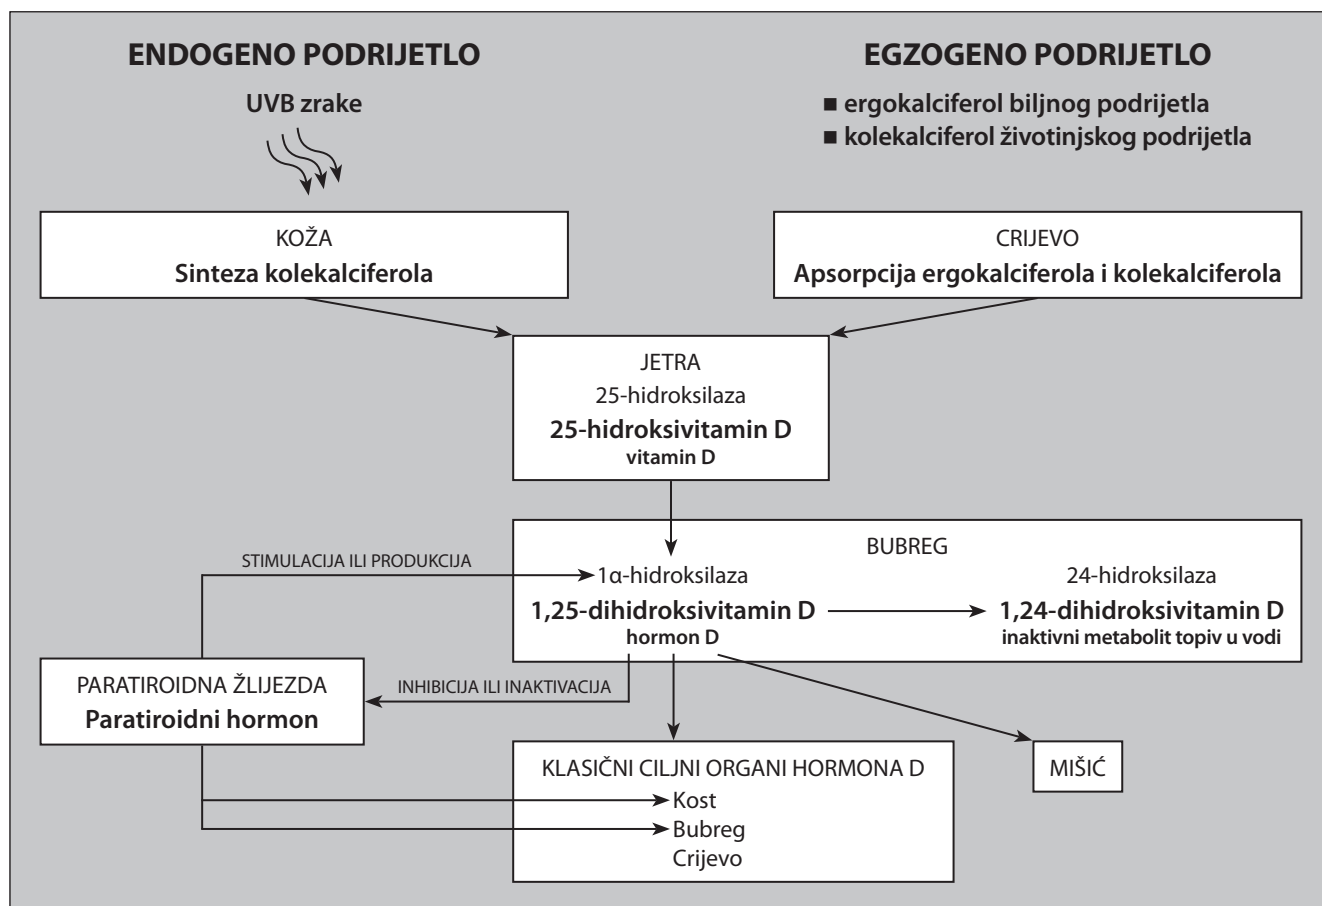 ENDOGENO PODRIJETLO
UVB zrake
EGZOGENO PODRIJETLO
■ ergokalciferol biljnog podrijetla
■ kolekalciferol životinjskog podrijetla
KOŽA
Sinteza kolekalciferola
CRIJEVO
Apsorpcija ergokalciferola i kolekalciferola
JETRA
25-hidroksilaza
25-hidroksivitamin D
vitamin D
BUBREG
STIMULACIJA ILI PRODUKCIJA
1α-hidroksilaza
1,25-dihidroksivitamin D
hormon D
24-hidroksilaza
1,24-dihidroksivitamin D
inaktivni metabolit topiv u vodi
PARATIROIDNA ŽLIJEZDA
Paratiroidni hormon
INHIBICIJA ILI INAKTIVACIJA
KLASIČNI CILJNI ORGANI HORMONA D
Kost
Bubreg
Crijevo
MIŠIĆ